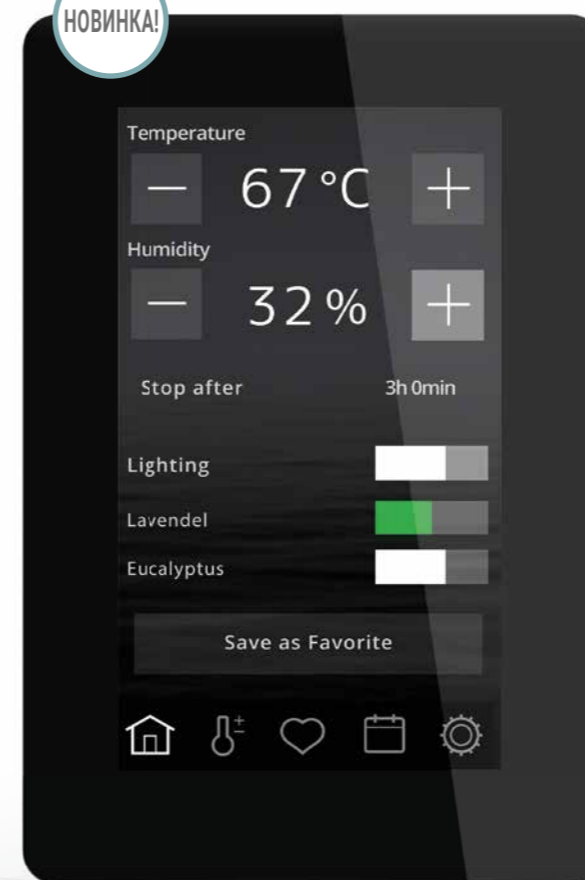 НОВИНКА!
Temperature
67°C
Humidity
32%
Stop after 3h 0min
Lighting
Lavendel
Eucalyptus
Save as Favorite